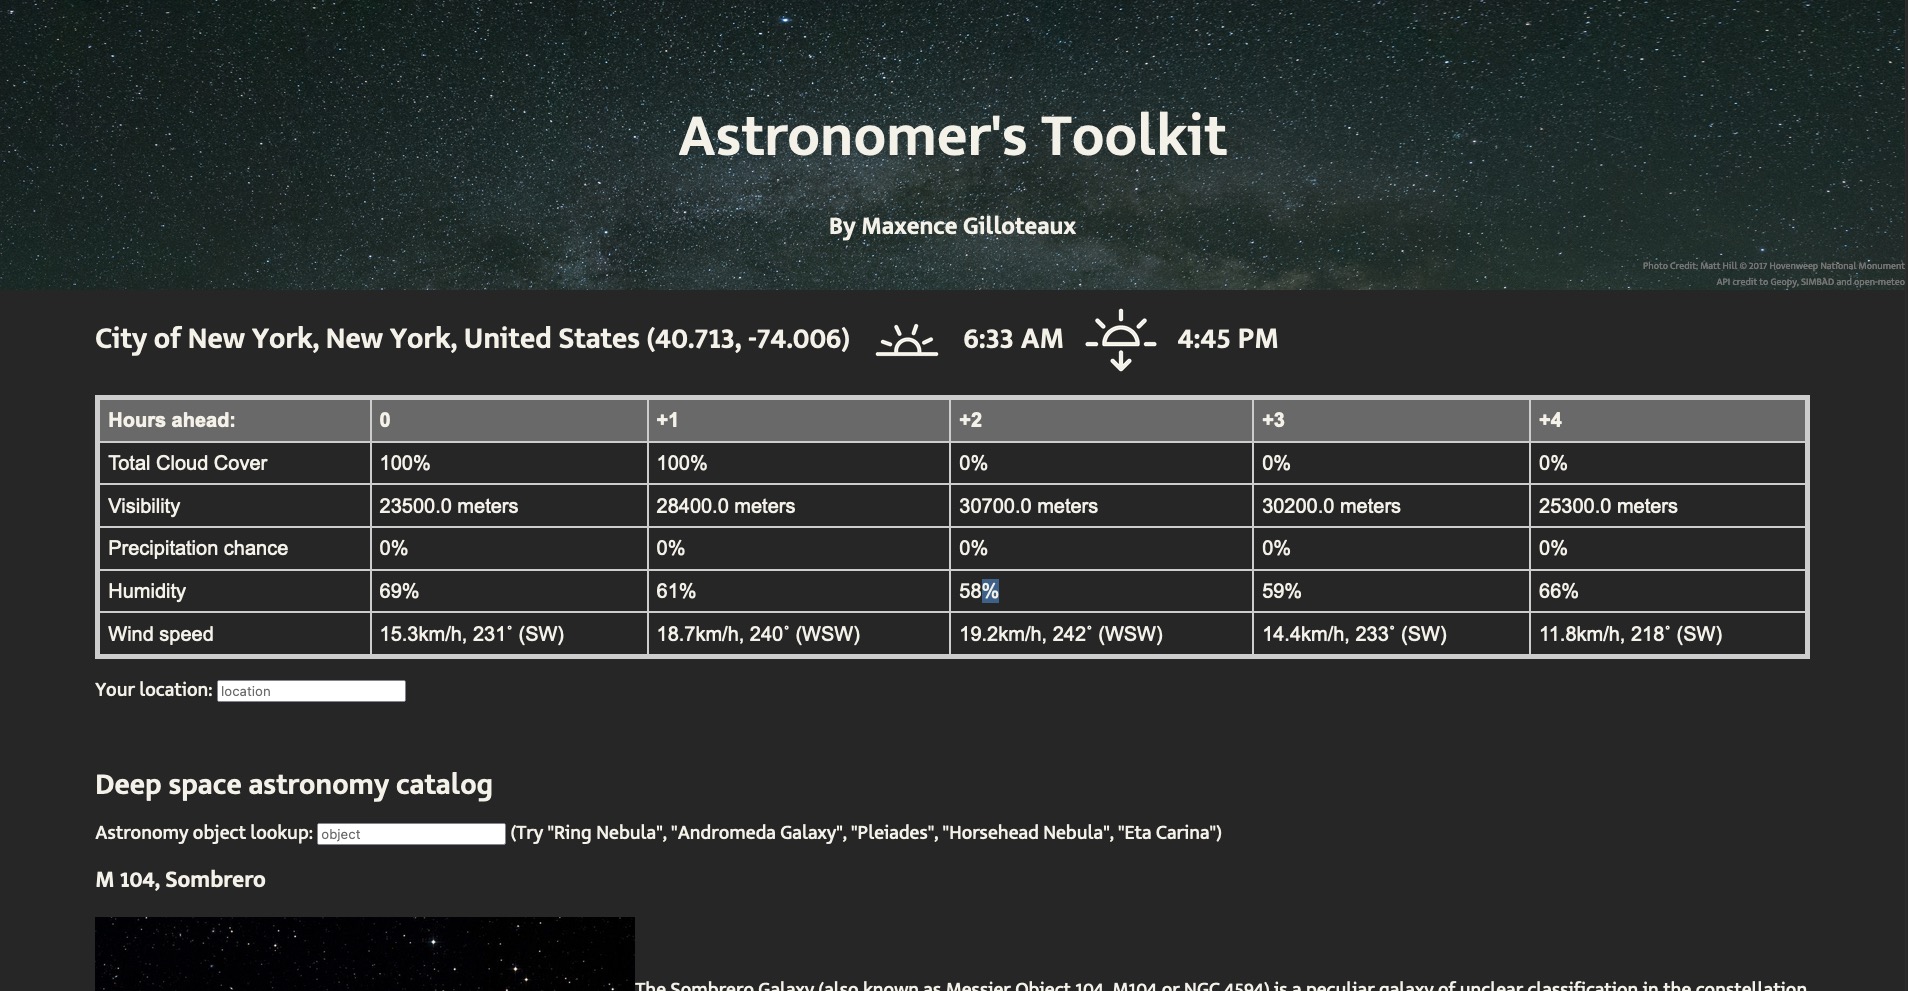 Astronomer's Toolkit
By Maxence Gilloteaux
Photo Credit: Matt Hill © 2017 Hovenweep National Monument
API credit to Geopy, SIMBAD and open-meteo
City of New York, New York, United States (40.713, -74.006) 6:33 AM 4:45 PM
Hours ahead: 0 +1 +2 +3 +4
Total Cloud Cover 100% 100% 0% 0% 0%
Visibility 23500.0 meters 28400.0 meters 30700.0 meters 30200.0 meters 25300.0 meters
Precipitation chance 0% 0% 0% 0% 0%
Humidity 69% 61% 58% 59% 66%
Wind speed 15.3km/h, 231° (SW) 18.7km/h, 240° (WSW) 19.2km/h, 242° (WSW) 14.4km/h, 233° (SW) 11.8km/h, 218° (SW)
Your location: location
Deep space astronomy catalog
Astronomy object lookup: object (Try "Ring Nebula", "Andromeda Galaxy", "Pleiades", "Horsehead Nebula", "Eta Carina")
M 104, Sombrero
The Sombrero Galaxy (also known as Messier Object 104, M104 or NGC 4594) is a peculiar galaxy of unclear classification in the constellation